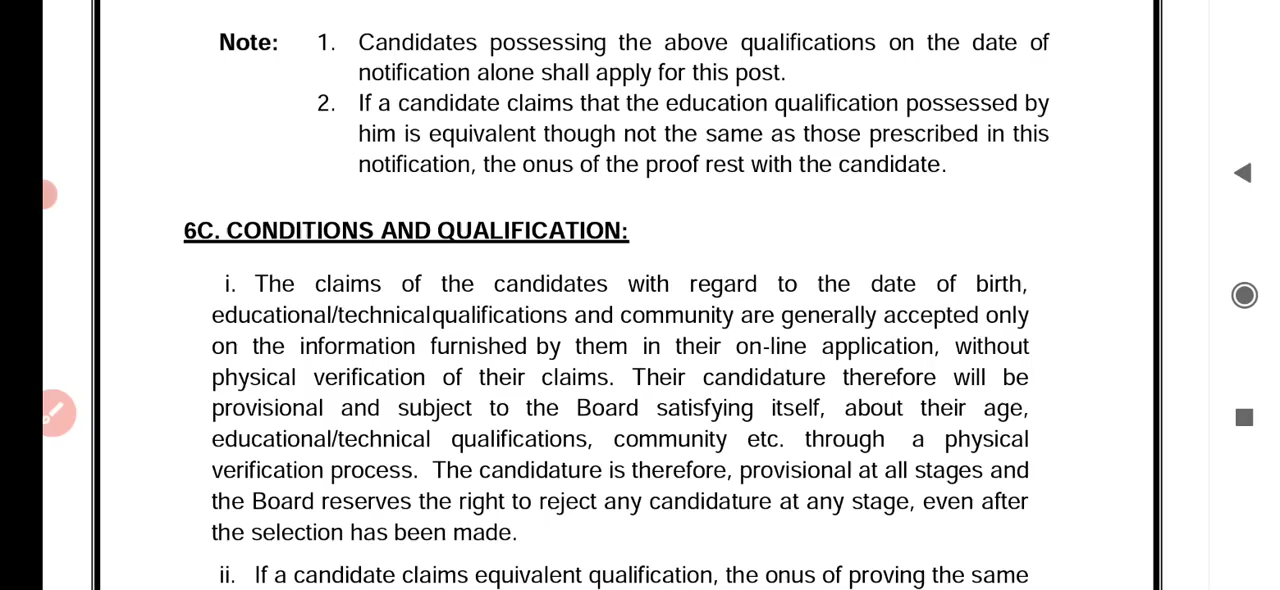 Note: 1. Candidates possessing the above qualifications on the date of
notification alone shall apply for this post.
2. If a candidate claims that the education qualification possessed by
him is equivalent though not the same as those prescribed in this
notification, the onus of the proof rest with the candidate.
6C. CONDITIONS AND QUALIFICATION:
i. The claims of the candidates with regard to the date of birth,
educational/technicalqualifications and community are generally accepted only
on the information furnished by them in their on-line application, without
physical verification of their claims. Their candidature therefore will be
provisional and subject to the Board satisfying itself, about their age,
educational/technical qualifications, community etc. through a physical
verification process. The candidature is therefore, provisional at all stages and
the Board reserves the right to reject any candidature at any stage, even after
the selection has been made.
ii. If a candidate claims equivalent qualification, the onus of proving the same